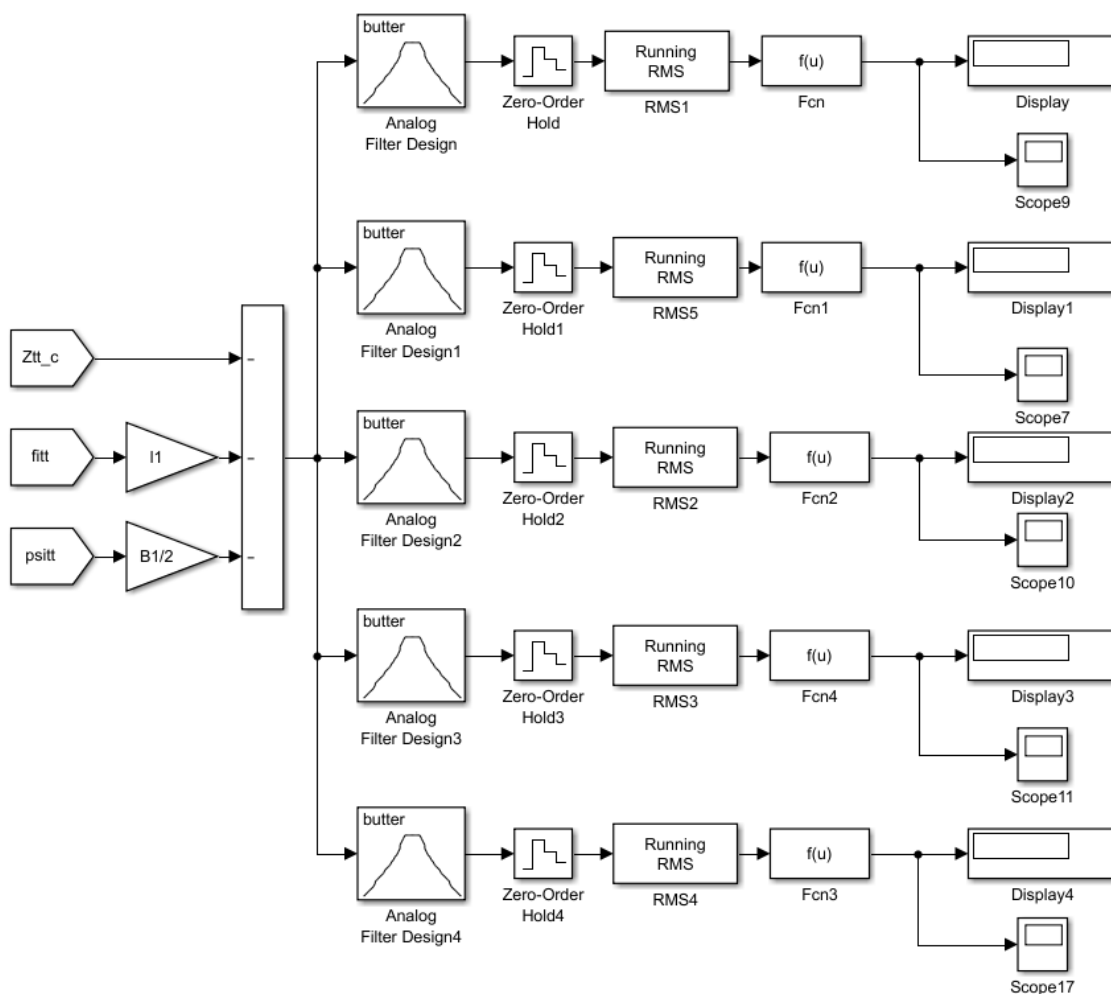 butter
Analog
Filter Design
Zero-Order
Hold
Running
RMS
RMS1
f(u)
Fcn
Display
Scope9
butter
Analog
Filter Design1
Zero-Order
Hold1
Running
RMS
RMS5
f(u)
Fcn1
Display1
Scope7
Ztt_c
–
fitt
l1
–
psitt
B1/2
–
butter
Analog
Filter Design2
Zero-Order
Hold2
Running
RMS
RMS2
f(u)
Fcn2
Display2
Scope10
butter
Analog
Filter Design3
Zero-Order
Hold3
Running
RMS
RMS3
f(u)
Fcn4
Display3
Scope11
butter
Analog
Filter Design4
Zero-Order
Hold4
Running
RMS
RMS4
f(u)
Fcn3
Display4
Scope17